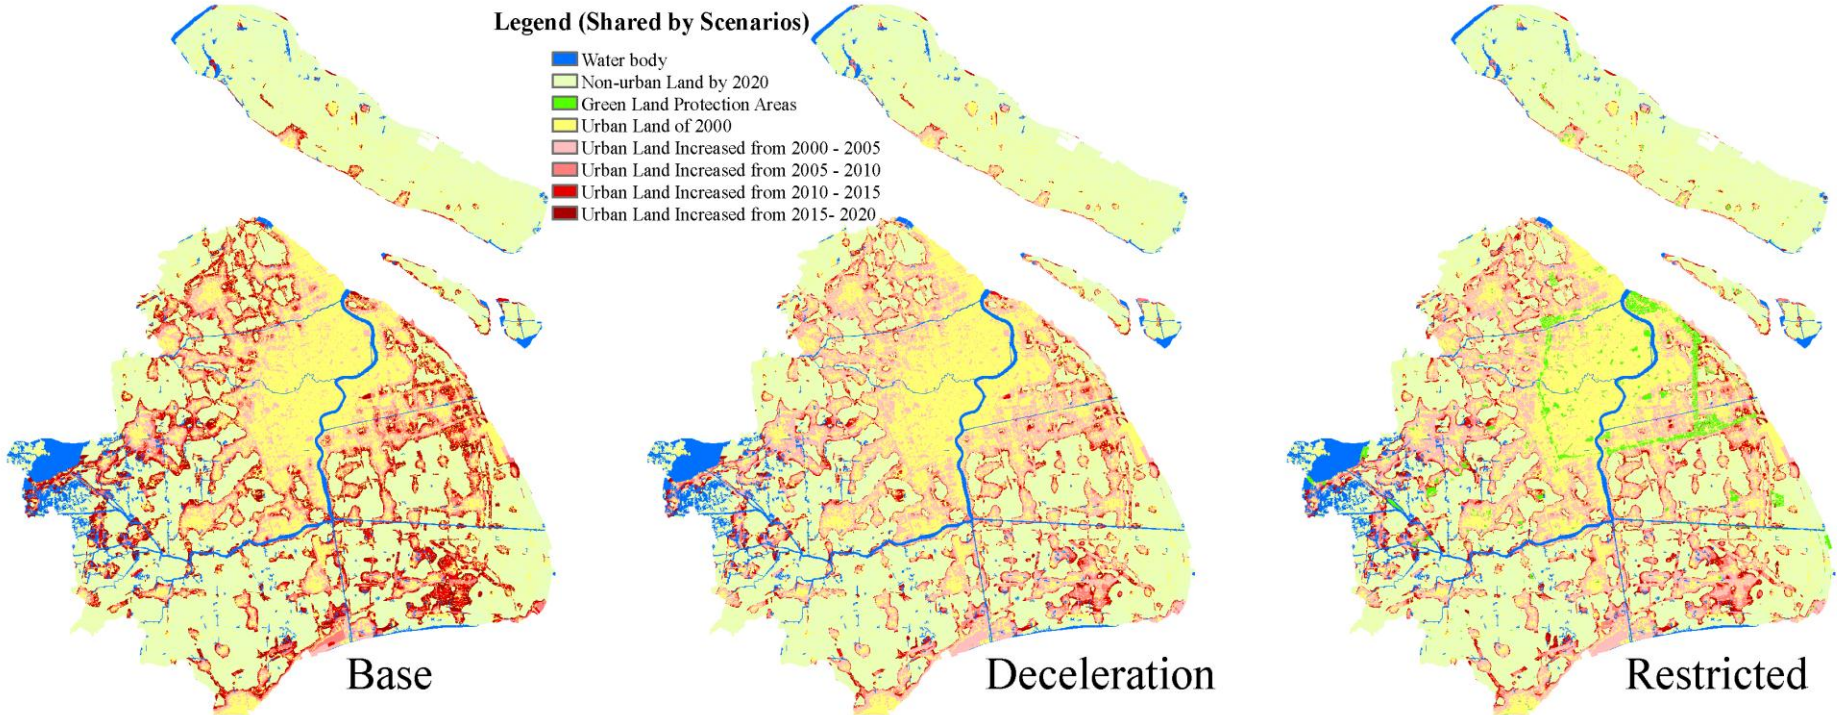 Legend (Shared by Scenarios)
Water body
Non-urban Land by 2020
Green Land Protection Areas
Urban Land of 2000
Urban Land Increased from 2000 - 2005
Urban Land Increased from 2005 - 2010
Urban Land Increased from 2010 - 2015
Urban Land Increased from 2015- 2020
Base
Deceleration
Restricted